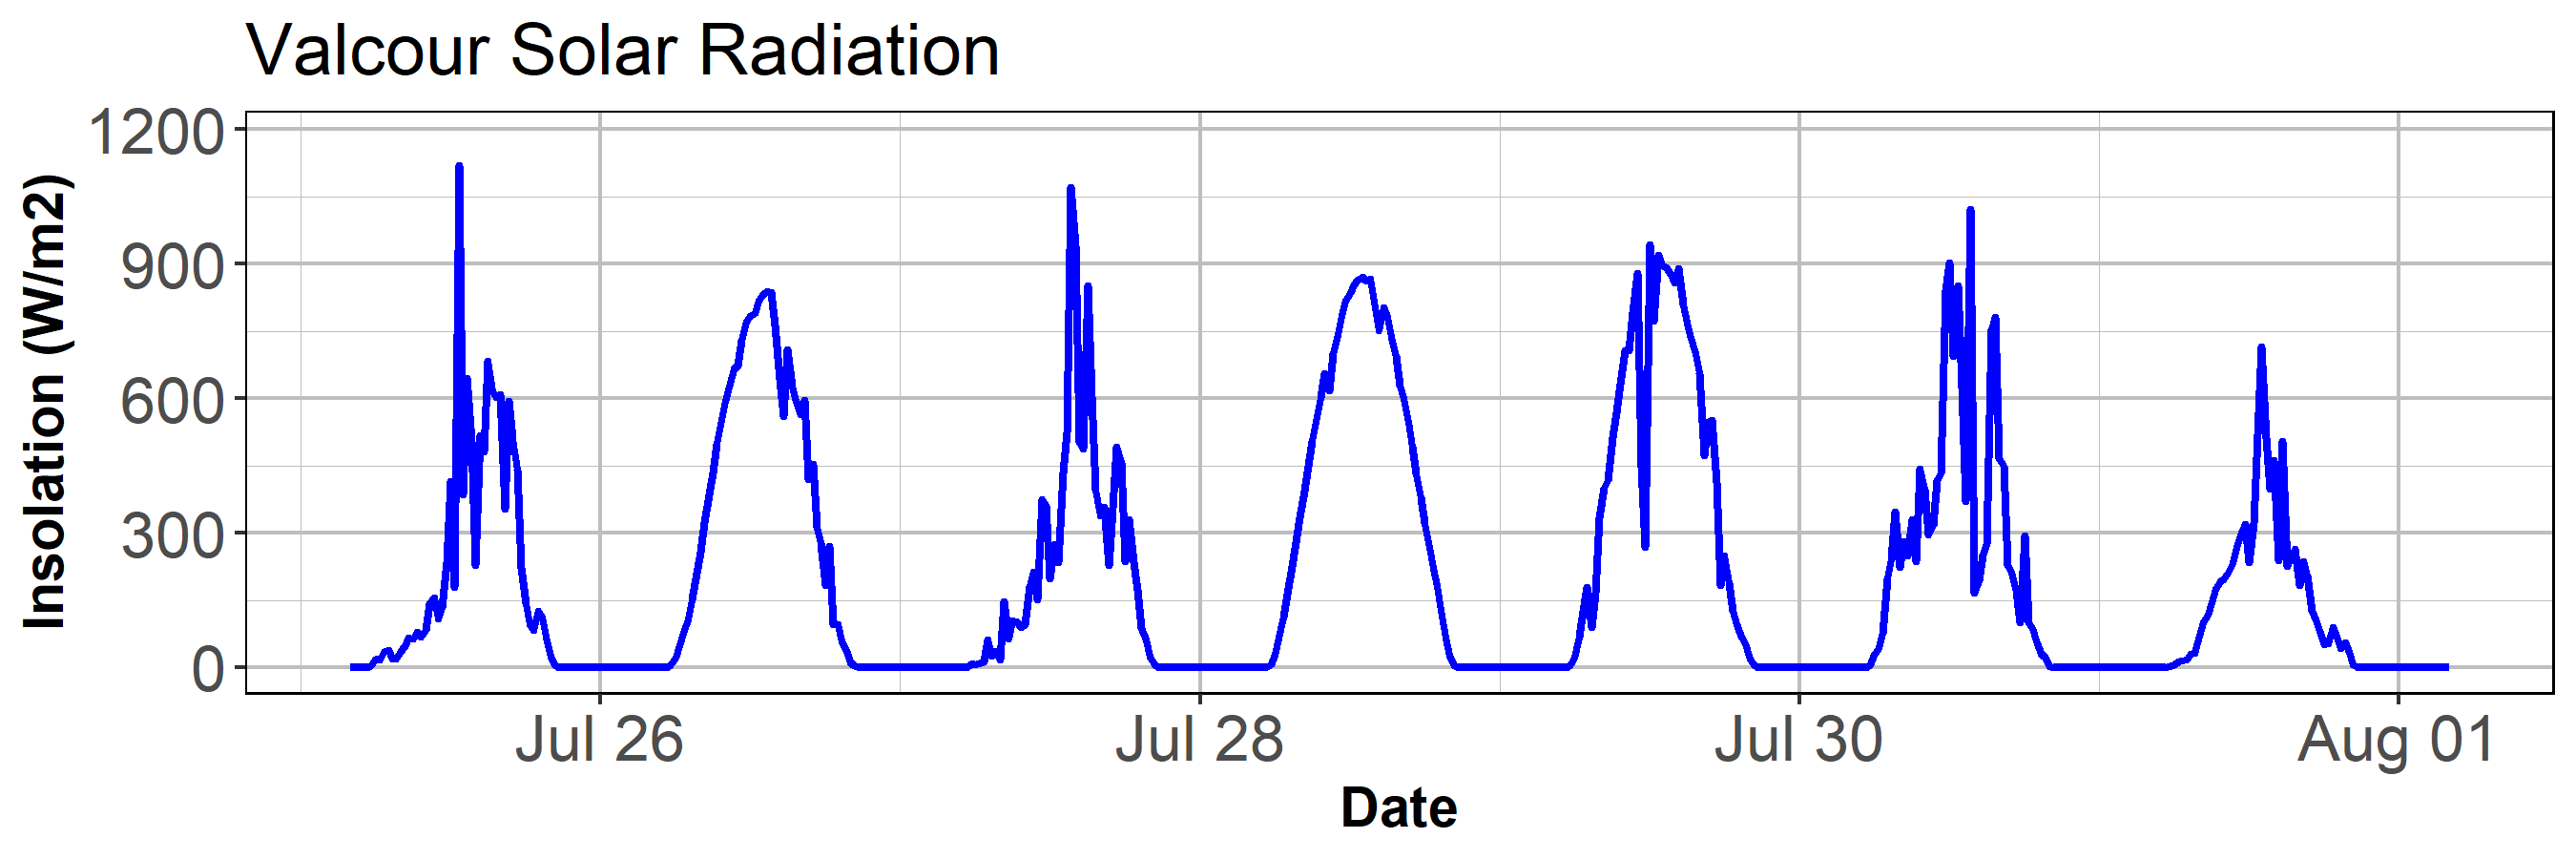 Valcour Solar Radiation
Insolation (W/m2)
1200
900
600
300
0
Jul 26
Jul 28
Jul 30
Aug 01
Date